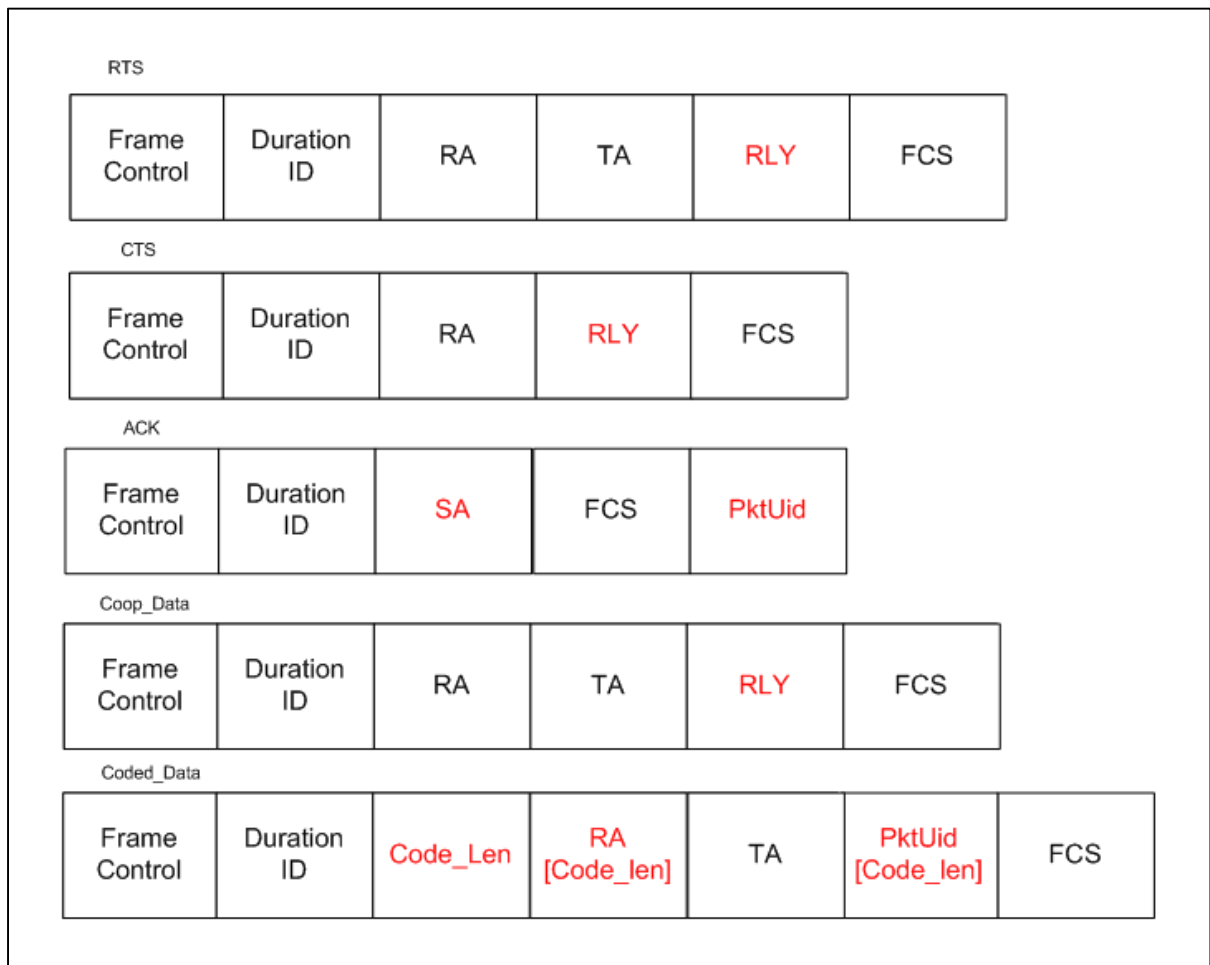 RTS
Frame Control
Duration ID
RA
TA
RLY
FCS
CTS
Frame Control
Duration ID
RA
RLY
FCS
ACK
Frame Control
Duration ID
SA
FCS
PktUid
Coop_Data
Frame Control
Duration ID
RA
TA
RLY
FCS
Coded_Data
Frame Control
Duration ID
Code_Len
RA [Code_len]
TA
PktUid [Code_len]
FCS